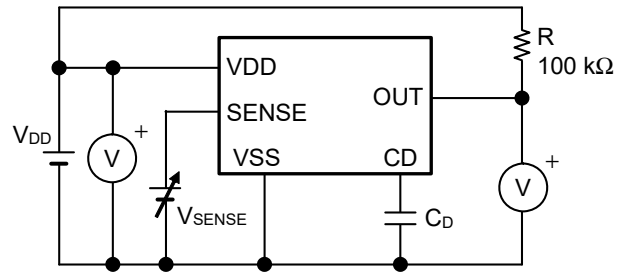 R
100 kΩ
VDD
OUT
SENSE
VDD
+
V
VSS
CD
+
V
VSENSE
CD